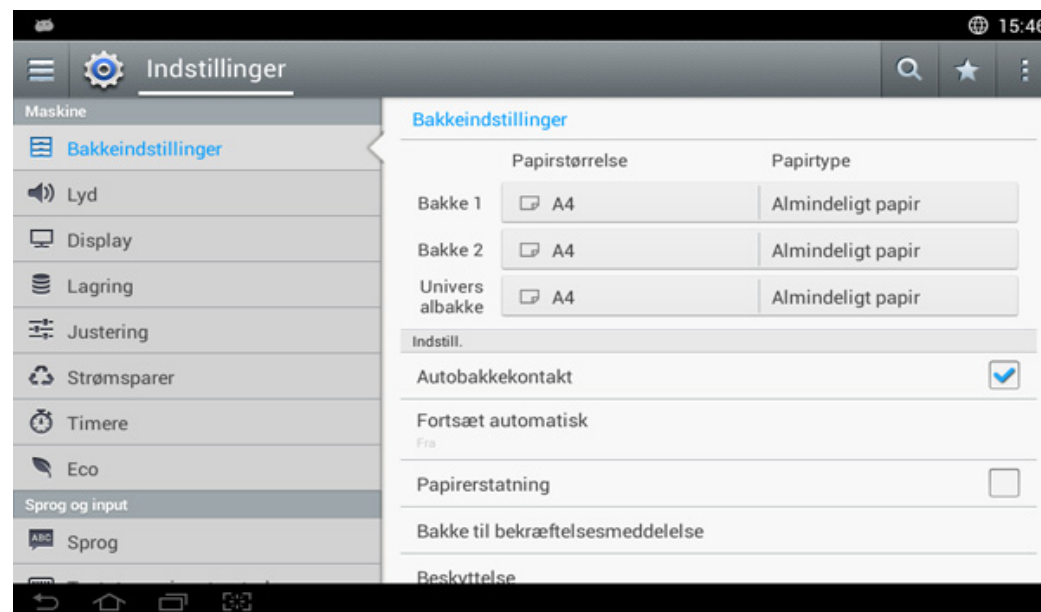 15:46
Indstillinger
Maskine
Bakkeindstillinger
Lyd
Display
Lagring
Justering
Strømsparer
Timere
Eco
Sprog og input
ABC
Sprog
Bakkeindstillinger
Papirstørrelse Papirtype
Bakke 1 A4 Almindeligt papir
Bakke 2 A4 Almindeligt papir
Univers
albakke A4 Almindeligt papir
Indstill.
Autobakkekontakt
Fortsæt automatisk
Fra
Papirerstatning
Bakke til bekræftelsesmeddelelse
Beskyttelse